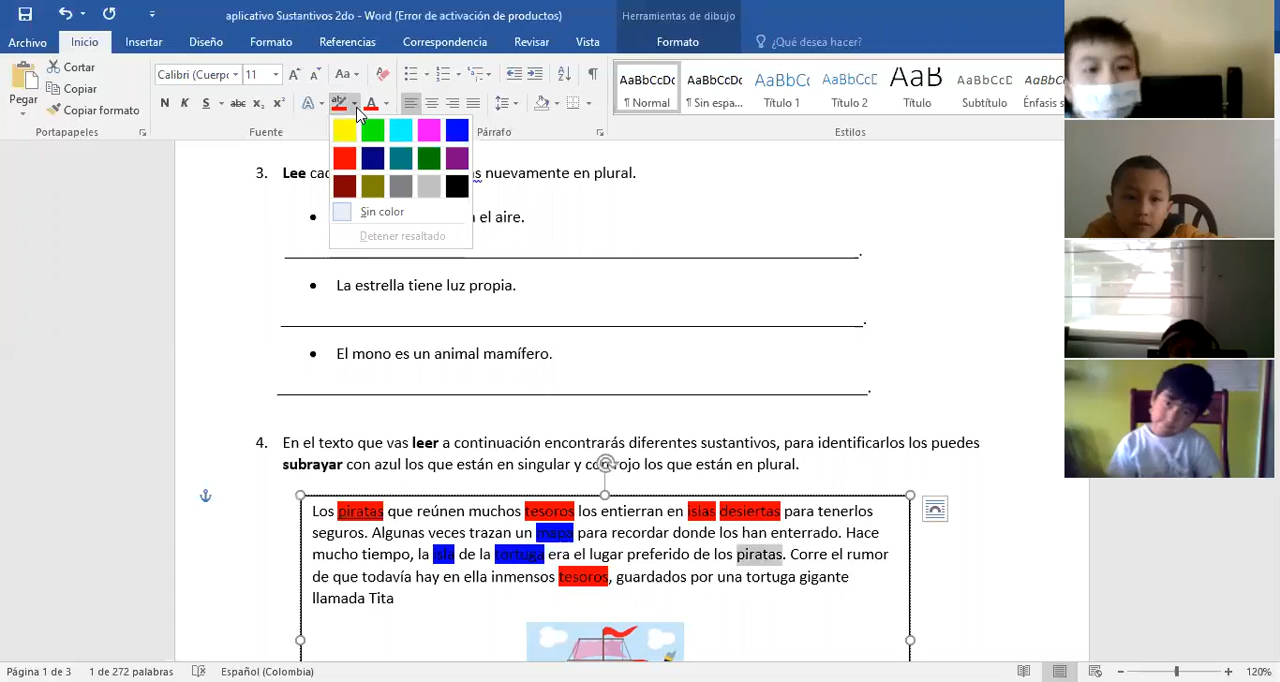 aplicativo Sustantivos 2do - Word (Error de activación de productos)
Herramientas de dibujo
Archivo Inicio Insertar Diseño Formato Referencias Correspondencia Revisar Vista Formato ¿Qué desea hacer?
Pegar
Cortar
Copiar
Copiar formato
Portapapeles
Calibri (Cuerpo 11 Aa
N K S abc x₂ x² A A
Fuente
Párrafo
AaBbCcDc AaBbCcDc AaBbCcD AaBbCcD AaB AaBbCcD AaBbCcD
¶ Normal ¶ Sin espa... Título 1 Título 2 Título Subtítulo Énfasis s
Estilos
Sin color
Detener resaltado
3. Lee nuevamente en plural.
el aire.
.
• La estrella tiene luz propia.
.
• El mono es un animal mamífero.
.
4. En el texto que vas leer a continuación encontrarás diferentes sustantivos, para identificarlos los puedes
subrayar con azul los que están en singular y con rojo los que están en plural.
Los piratas que reúnen muchos tesoros los entierran en islas desiertas para tenerlos
seguros. Algunas veces trazan un mapa para recordar donde los han enterrado. Hace
mucho tiempo, la isla de la tortuga era el lugar preferido de los piratas. Corre el rumor
de que todavía hay en ella inmensos tesoros, guardados por una tortuga gigante
llamada Tita
Página 1 de 3 1 de 272 palabras Español (Colombia) 120%